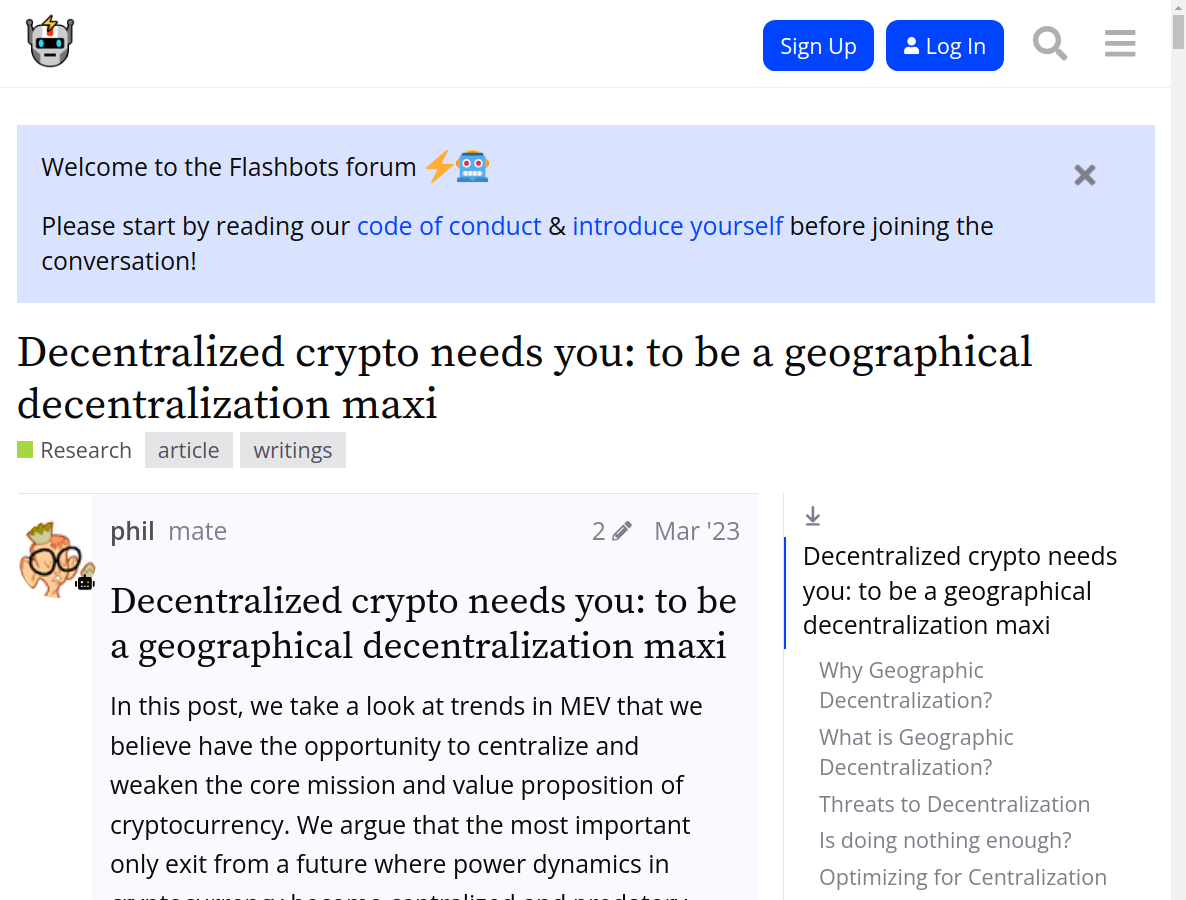 Sign Up
Log In
Welcome to the Flashbots forum
Please start by reading our code of conduct & introduce yourself before joining the
conversation!
Decentralized crypto needs you: to be a geographical
decentralization maxi
Research article writings
phil mate 2 Mar '23
Decentralized crypto needs you: to be
a geographical decentralization maxi
In this post, we take a look at trends in MEV that we
believe have the opportunity to centralize and
weaken the core mission and value proposition of
cryptocurrency. We argue that the most important
only exit from a future where power dynamics in
cryptocurrency become centralized and predatory
Decentralized crypto needs
you: to be a geographical
decentralization maxi
Why Geographic
Decentralization?
What is Geographic
Decentralization?
Threats to Decentralization
Is doing nothing enough?
Optimizing for Centralization